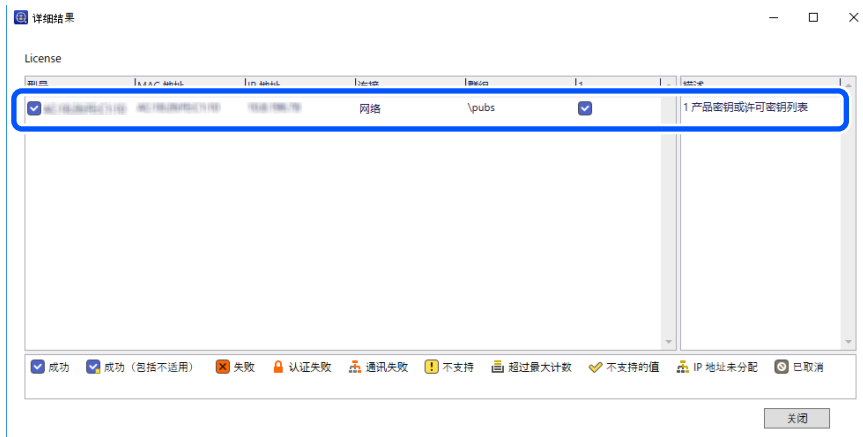 详细结果
License
型号 MAC 地址 IP 地址 连接 群组 1 描述
网络 \pubs 1 产品密钥或许可密钥列表
成功 成功（包括不适用） 失败 认证失败 通讯失败 不支持 超过最大计数 不支持的值 IP 地址未分配 已取消
关闭